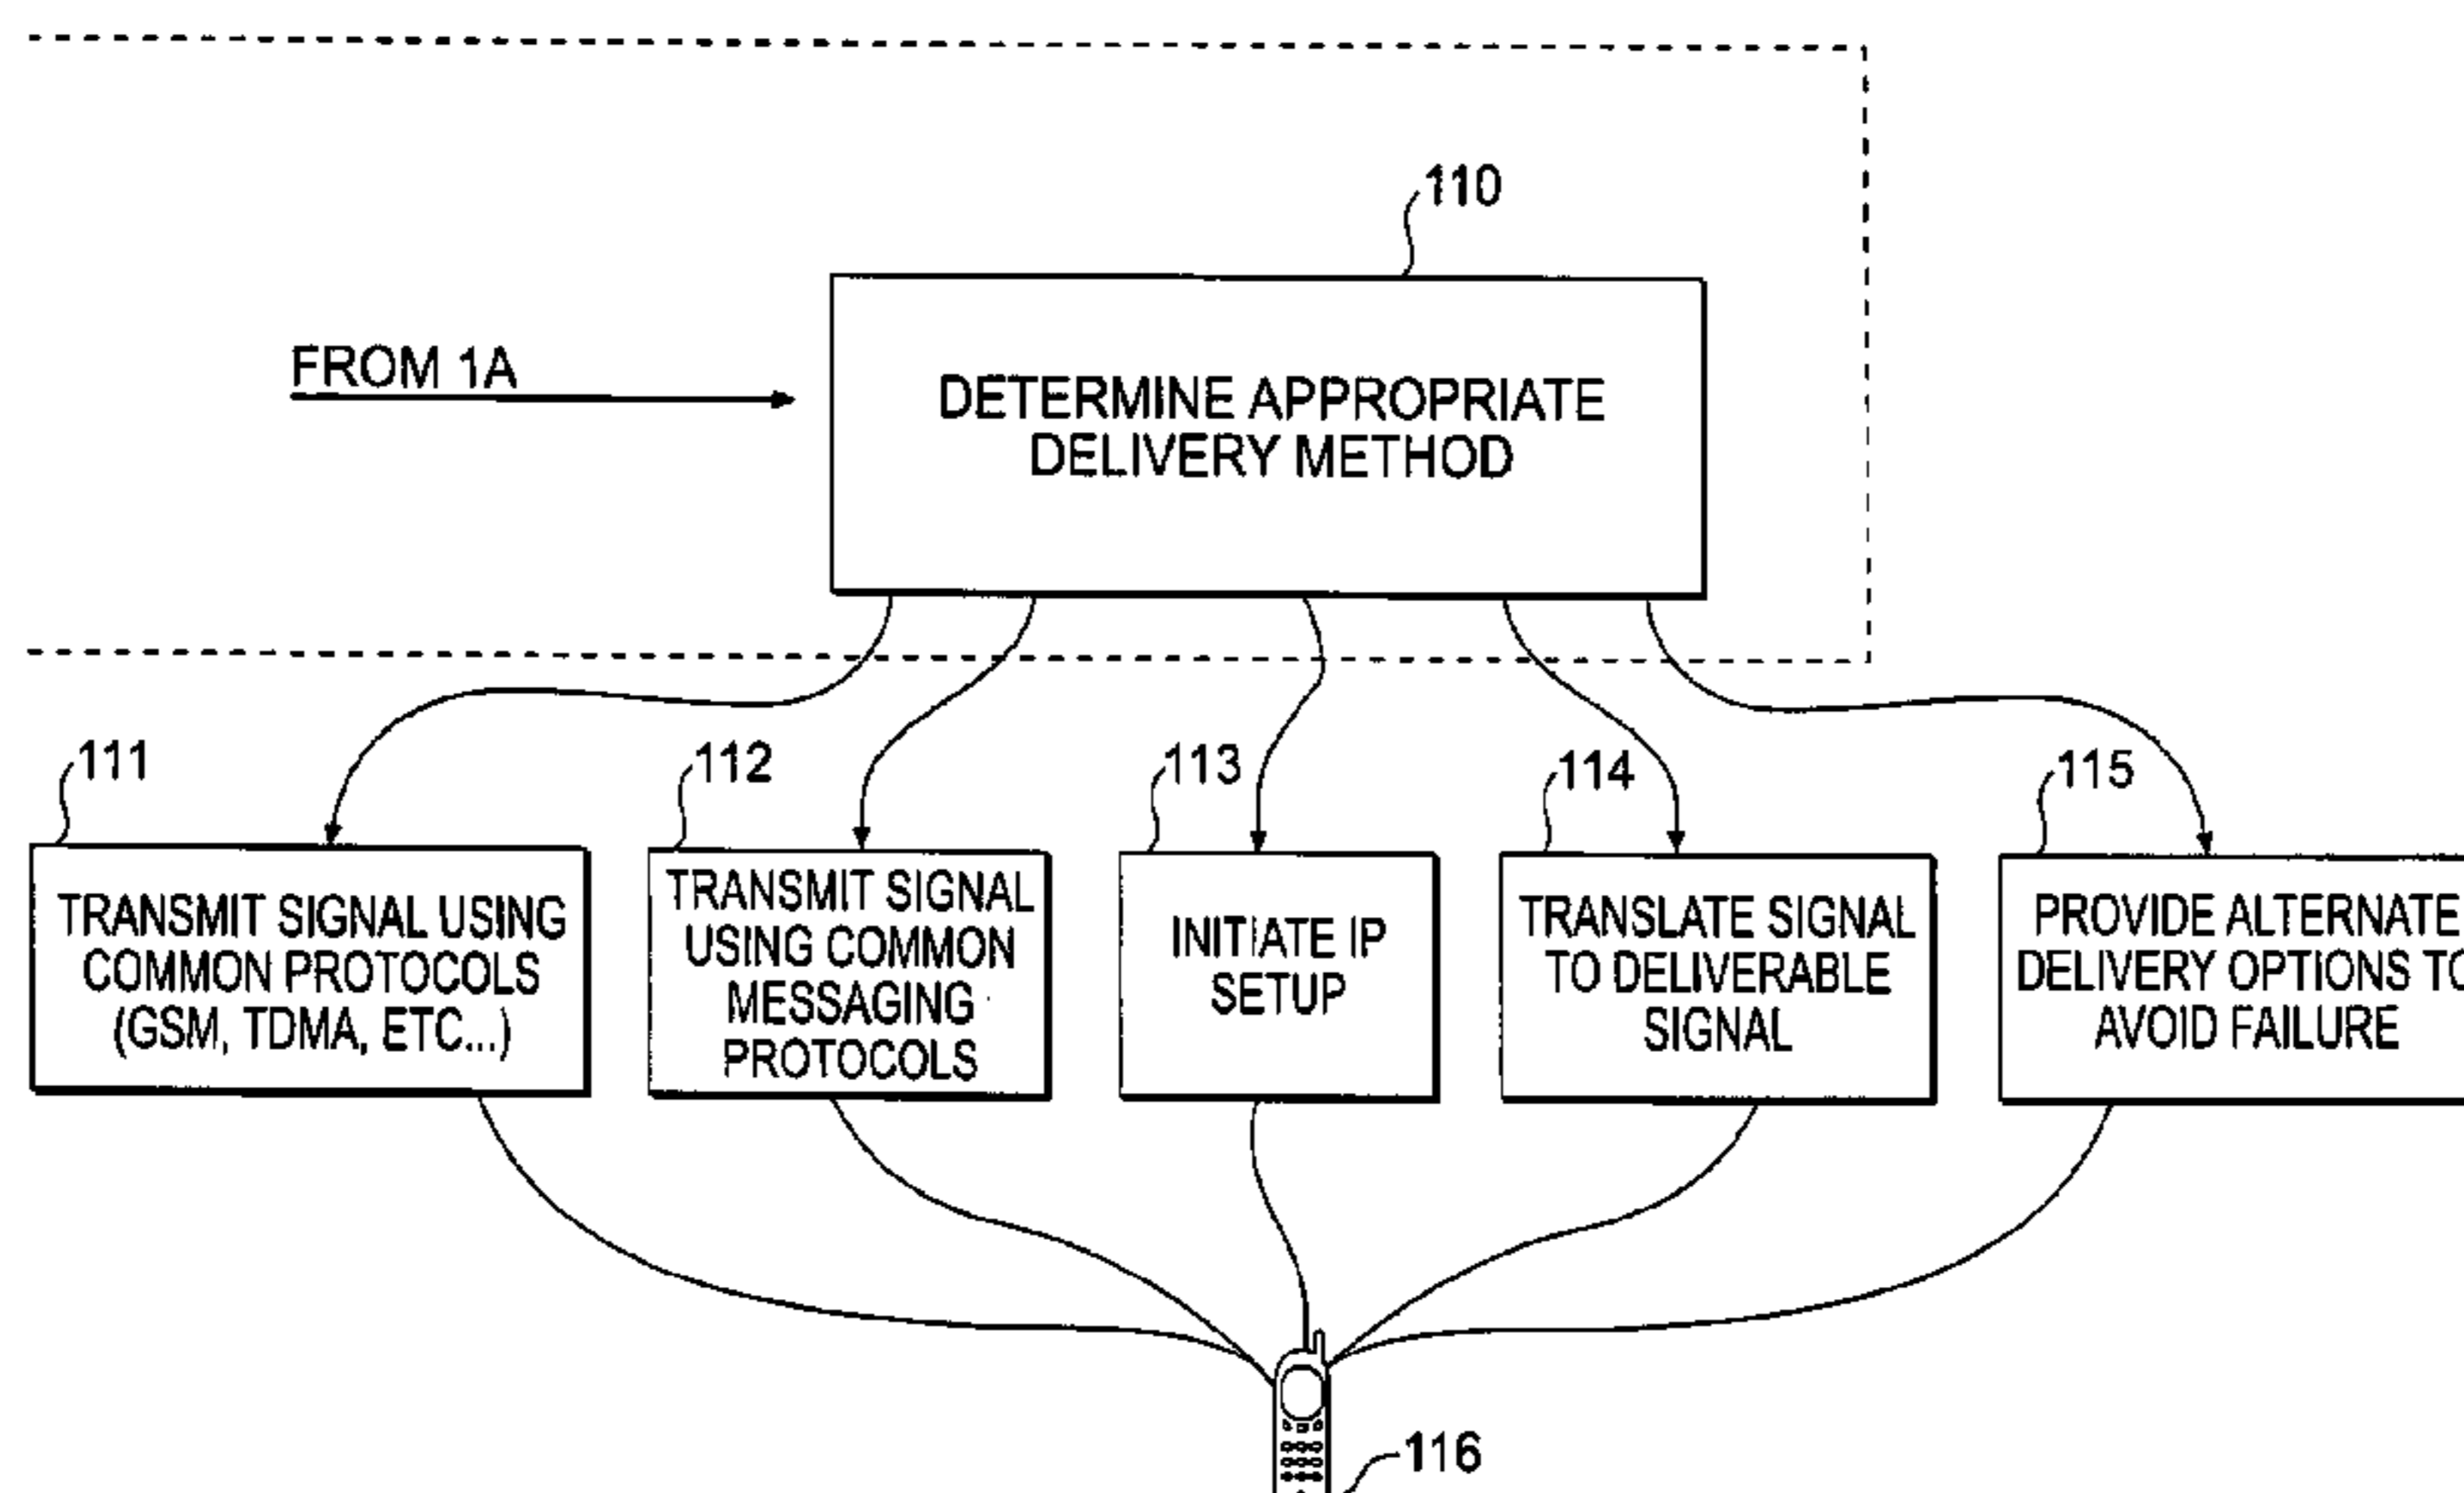 110
FROM 1A
DETERMINE APPROPRIATE
DELIVERY METHOD
111
112
113
114
115
TRANSMIT SIGNAL USING
COMMON PROTOCOLS
(GSM, TDMA, ETC...)
TRANSMIT SIGNAL
USING COMMON
MESSAGING
PROTOCOLS
INITIATE IP
SETUP
TRANSLATE SIGNAL
TO DELIVERABLE
SIGNAL
PROVIDE ALTERNATE
DELIVERY OPTIONS TO
AVOID FAILURE
116